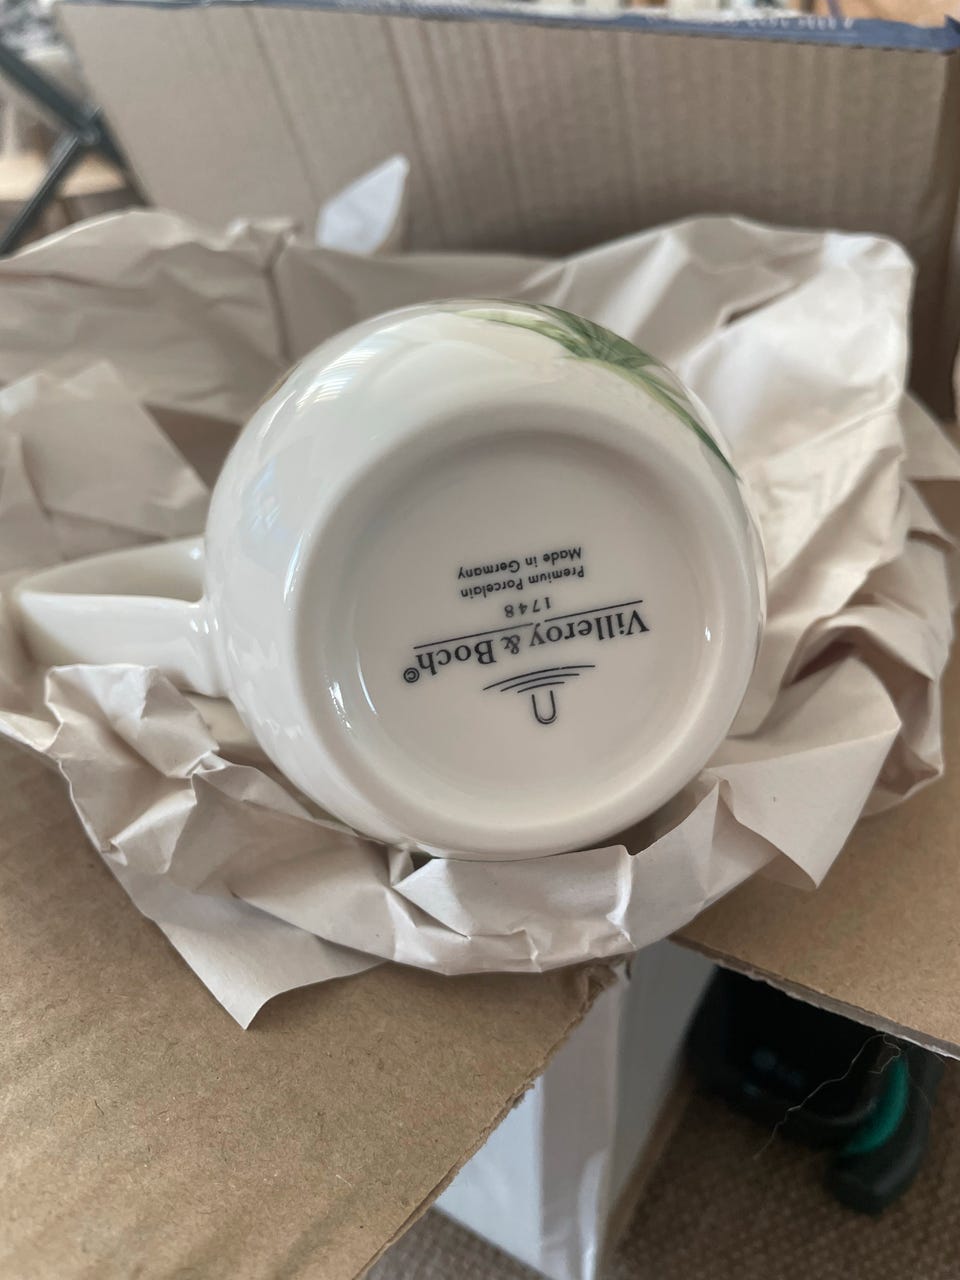 Villeroy & Boch©
1748
Premium Porcelain
Made in Germany